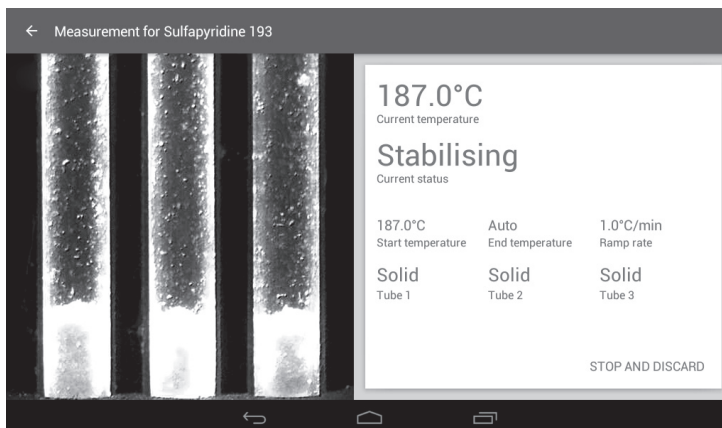 Measurement for Sulfapyridine 193
187.0°C
Current temperature
Stabilising
Current status
187.0°C Auto 1.0°C/min
Start temperature End temperature Ramp rate
Solid Solid Solid
Tube 1 Tube 2 Tube 3
STOP AND DISCARD